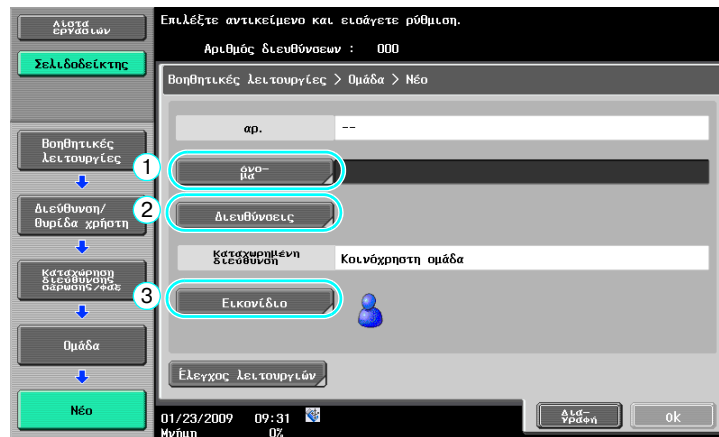 Λίστα
εργασιών
Σελιδοδείκτης
Βοηθητικές
λειτουργίες
Διεύθυνση/
θυρίδα χρήστη
Καταχώρηση
διεύθυνσης
σάρωσης/φαξ
Ομάδα
Νέο
Επιλέξτε αντικείμενο και εισάγετε ρύθμιση.
Αριθμός διευθύνσεων : 000
Βοηθητικές λειτουργίες > Ομάδα > Νέο
αρ. --
1
όνο-
μα
2
Διευθύνσεις
Καταχωρημένη
διεύθυνση
Κοινόχρηστη ομάδα
3
Εικονίδιο
Έλεγχος λειτουργιών
01/23/2009 09:31
Μνήμη 0%
Δια-
γραφή
ok